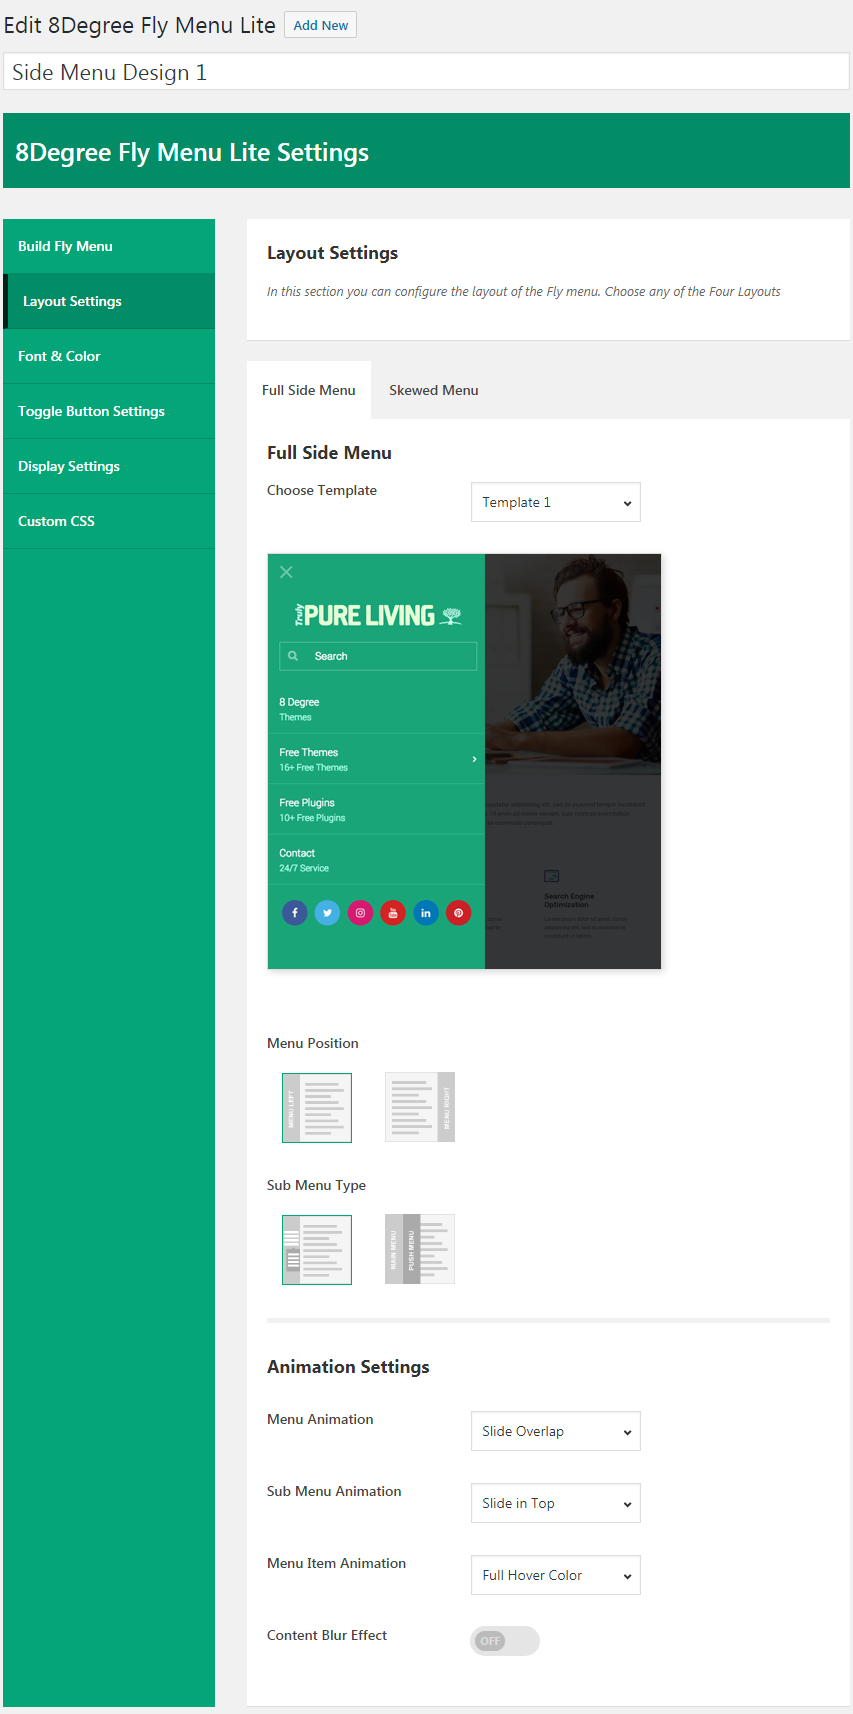 Edit 8Degree Fly Menu Lite
Add New
Side Menu Design 1
8Degree Fly Menu Lite Settings
Build Fly Menu
Layout Settings
Font & Color
Toggle Button Settings
Display Settings
Custom CSS
Layout Settings
In this section you can configure the layout of the Fly menu. Choose any of the Four Layouts
Full Side Menu
Skewed Menu
Full Side Menu
Choose Template
Template 1
Truly PURE LIVING
Search
8 Degree
Themes
Free Themes
16+ Free Themes
Free Plugins
10+ Free Plugins
Contact
24/7 Service
Search Engine
Optimization
Menu Position
MENU LEFT
MENU RIGHT
Sub Menu Type
MAIN MENU
PUSH MENU
Animation Settings
Menu Animation
Slide Overlap
Sub Menu Animation
Slide in Top
Menu Item Animation
Full Hover Color
Content Blur Effect
OFF